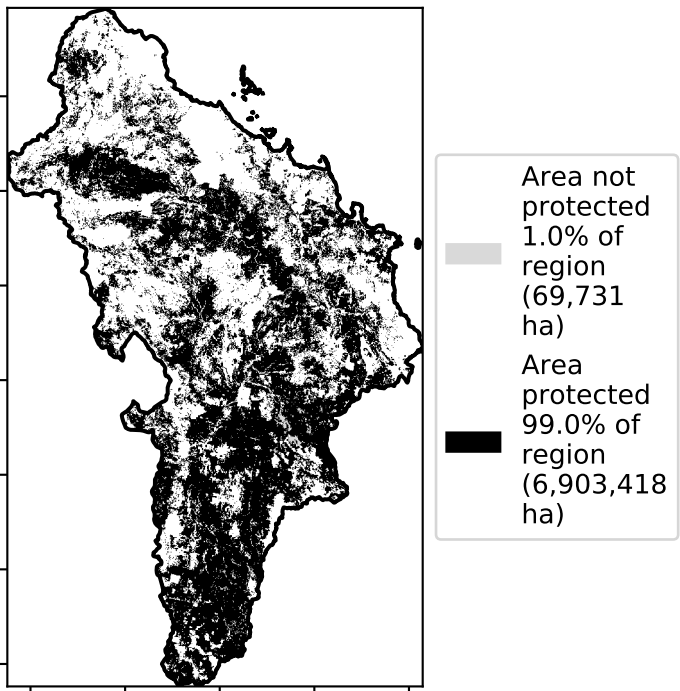 Area not
protected
1.0% of
region
(69,731
ha)
Area
protected
99.0% of
region
(6,903,418
ha)